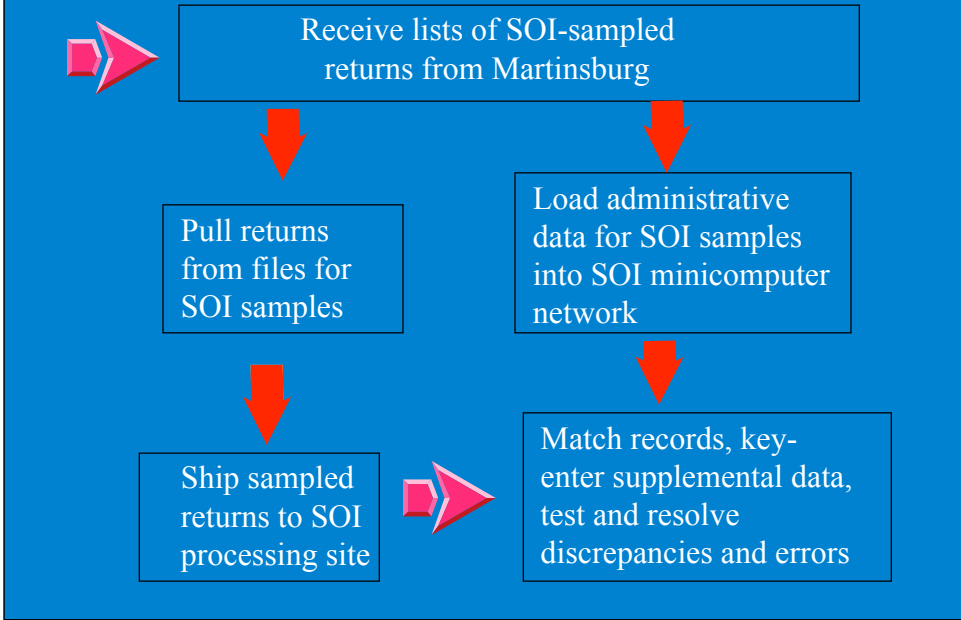 Receive lists of SOI-sampled
returns from Martinsburg
Pull returns
from files for
SOI samples
Load administrative
data for SOI samples
into SOI minicomputer
network
Ship sampled
returns to SOI
processing site
Match records, key-
enter supplemental data,
test and resolve
discrepancies and errors